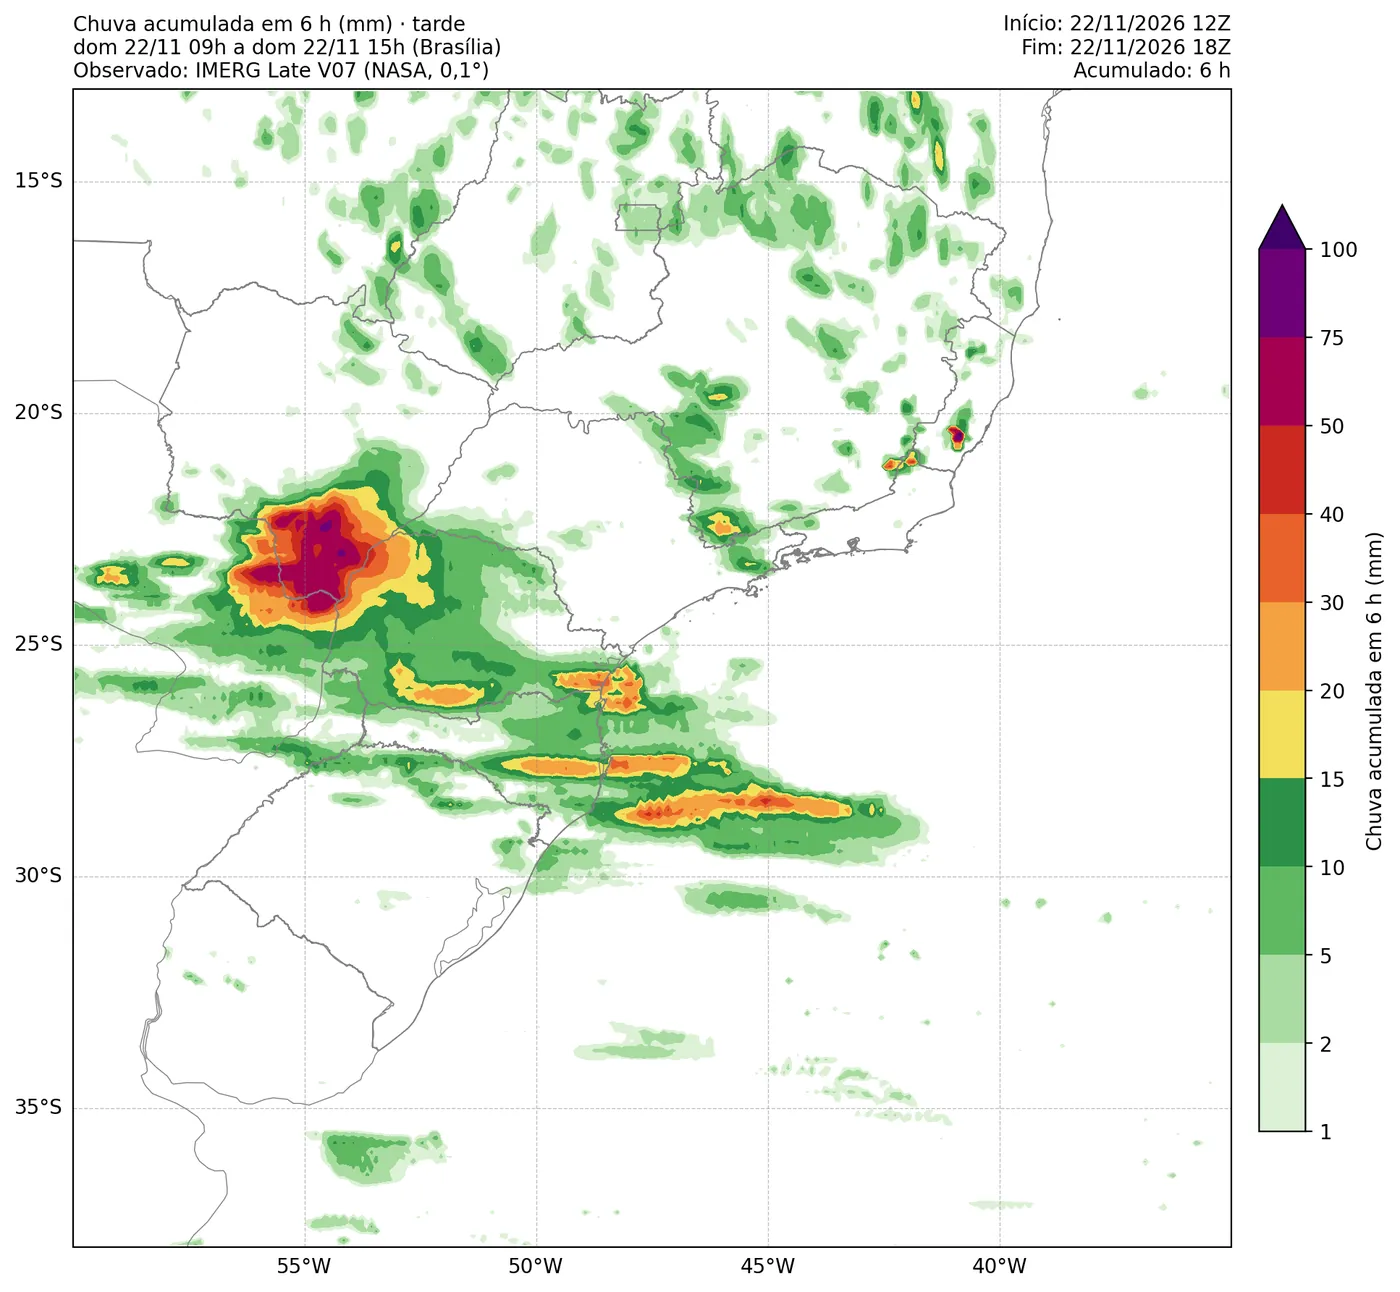 Chuva acumulada em 6 h (mm) · tarde
dom 22/11 09h a dom 22/11 15h (Brasília)
Observado: IMERG Late V07 (NASA, 0,1°)
Início: 22/11/2026 12Z
Fim: 22/11/2026 18Z
Acumulado: 6 h
15°S
20°S
25°S
30°S
35°S
55°W
50°W
45°W
40°W
100
75
50
40
30
20
15
10
5
2
1
Chuva acumulada em 6 h (mm)